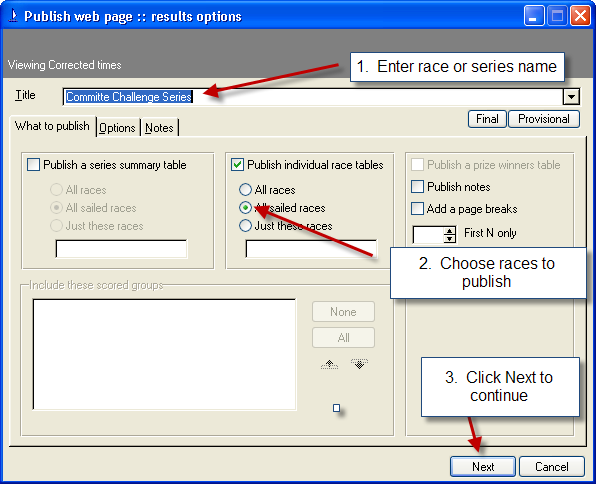 Publish web page :: results options
Viewing Corrected times
1. Enter race or series name
Title
Committe Challenge Series
Final
Provisional
What to publish
Options
Notes
Publish a series summary table
All races
All sailed races
Just these races
Publish individual race tables
All races
All sailed races
Just these races
Publish a prize winners table
Publish notes
Add a page breaks
First N only
2. Choose races to
publish
Include these scored groups
None
All
3. Click Next to
continue
Next
Cancel